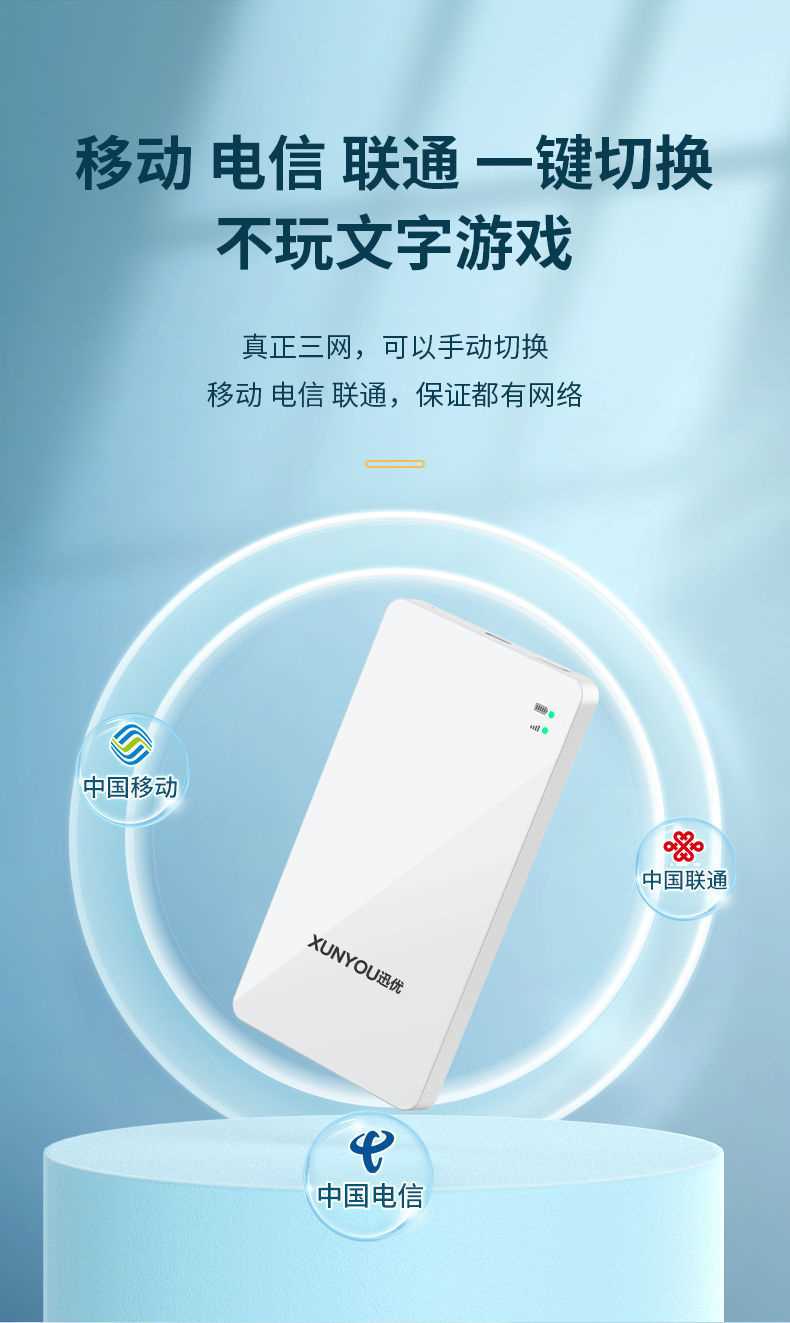 移动 电信 联通 一键切换
不玩文字游戏
真正三网，可以手动切换
移动 电信 联通，保证都有网络
中国移动
中国联通
XUNYOU迅优
中国电信